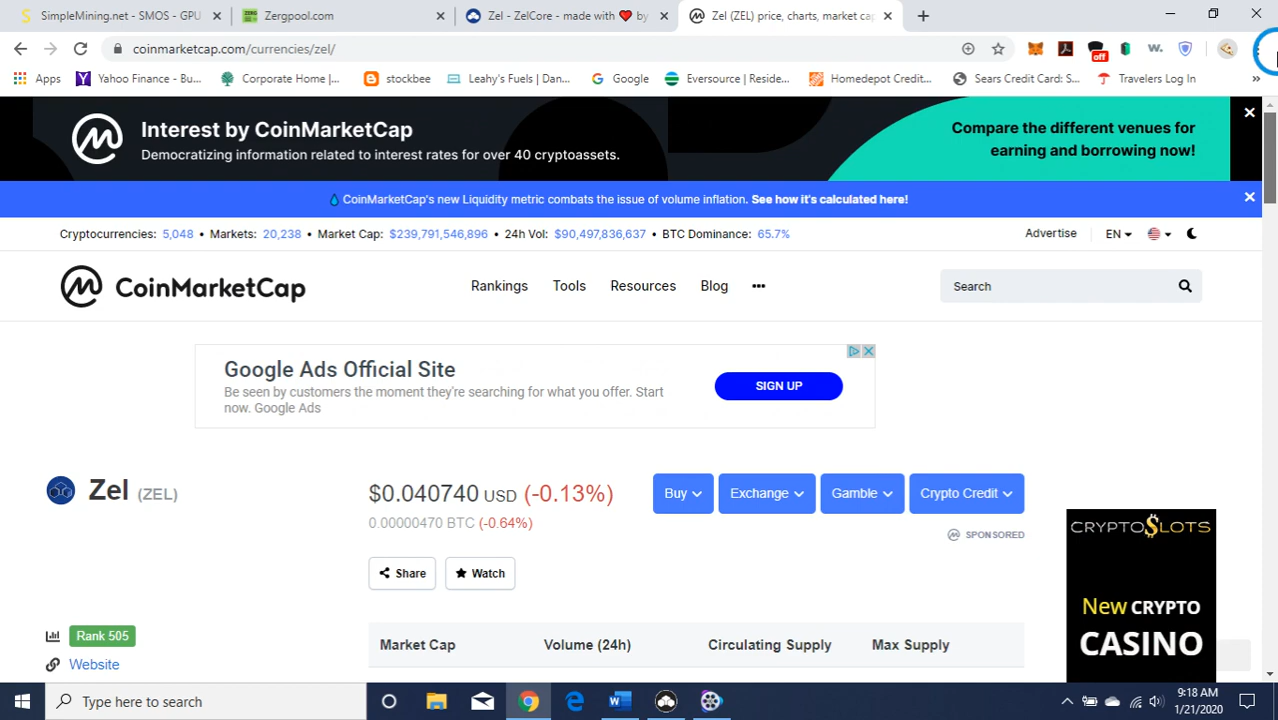 SimpleMining.net - SMOS - GPU
Zergpool.com
Zel - ZelCore - made with ❤ by
Zel (ZEL) price, charts, market cap
coinmarketcap.com/currencies/zel/
off
w.
Apps
Yahoo Finance - Bu...
Corporate Home |...
stockbee
Leahy's Fuels | Dan...
Google
Eversource | Reside...
Homedepot Credit...
Sears Credit Card: S...
Travelers Log In
»
Interest by CoinMarketCap
Democratizing information related to interest rates for over 40 cryptoassets.
Compare the different venues for
earning and borrowing now!
CoinMarketCap's new Liquidity metric combats the issue of volume inflation. See how it's calculated here!
Cryptocurrencies: 5,048 • Markets: 20,238 • Market Cap: $239,791,546,896 • 24h Vol: $90,497,836,637 • BTC Dominance: 65.7%
Advertise
EN
CoinMarketCap
Rankings
Tools
Resources
Blog
•••
Search
Google Ads Official Site
Be seen by customers the moment they're searching for what you offer. Start
now. Google Ads
SIGN UP
Zel (ZEL)
$0.040740 USD (-0.13%)
0.00000470 BTC (-0.64%)
Buy
Exchange
Gamble
Crypto Credit
SPONSORED
Share
Watch
CRYPTO$LOTS
New CRYPTO
CASINO
Rank 505
Website
Market Cap
Volume (24h)
Circulating Supply
Max Supply
Type here to search
9:18 AM
1/21/2020